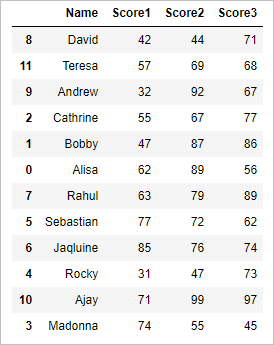 Name Score1 Score2 Score3
8 David 42 44 71
11 Teresa 57 69 68
9 Andrew 32 92 67
2 Cathrine 55 67 77
1 Bobby 47 87 86
0 Alisa 62 89 56
7 Rahul 63 79 89
5 Sebastian 77 72 62
6 Jaqluine 85 76 74
4 Rocky 31 47 73
10 Ajay 71 99 97
3 Madonna 74 55 45